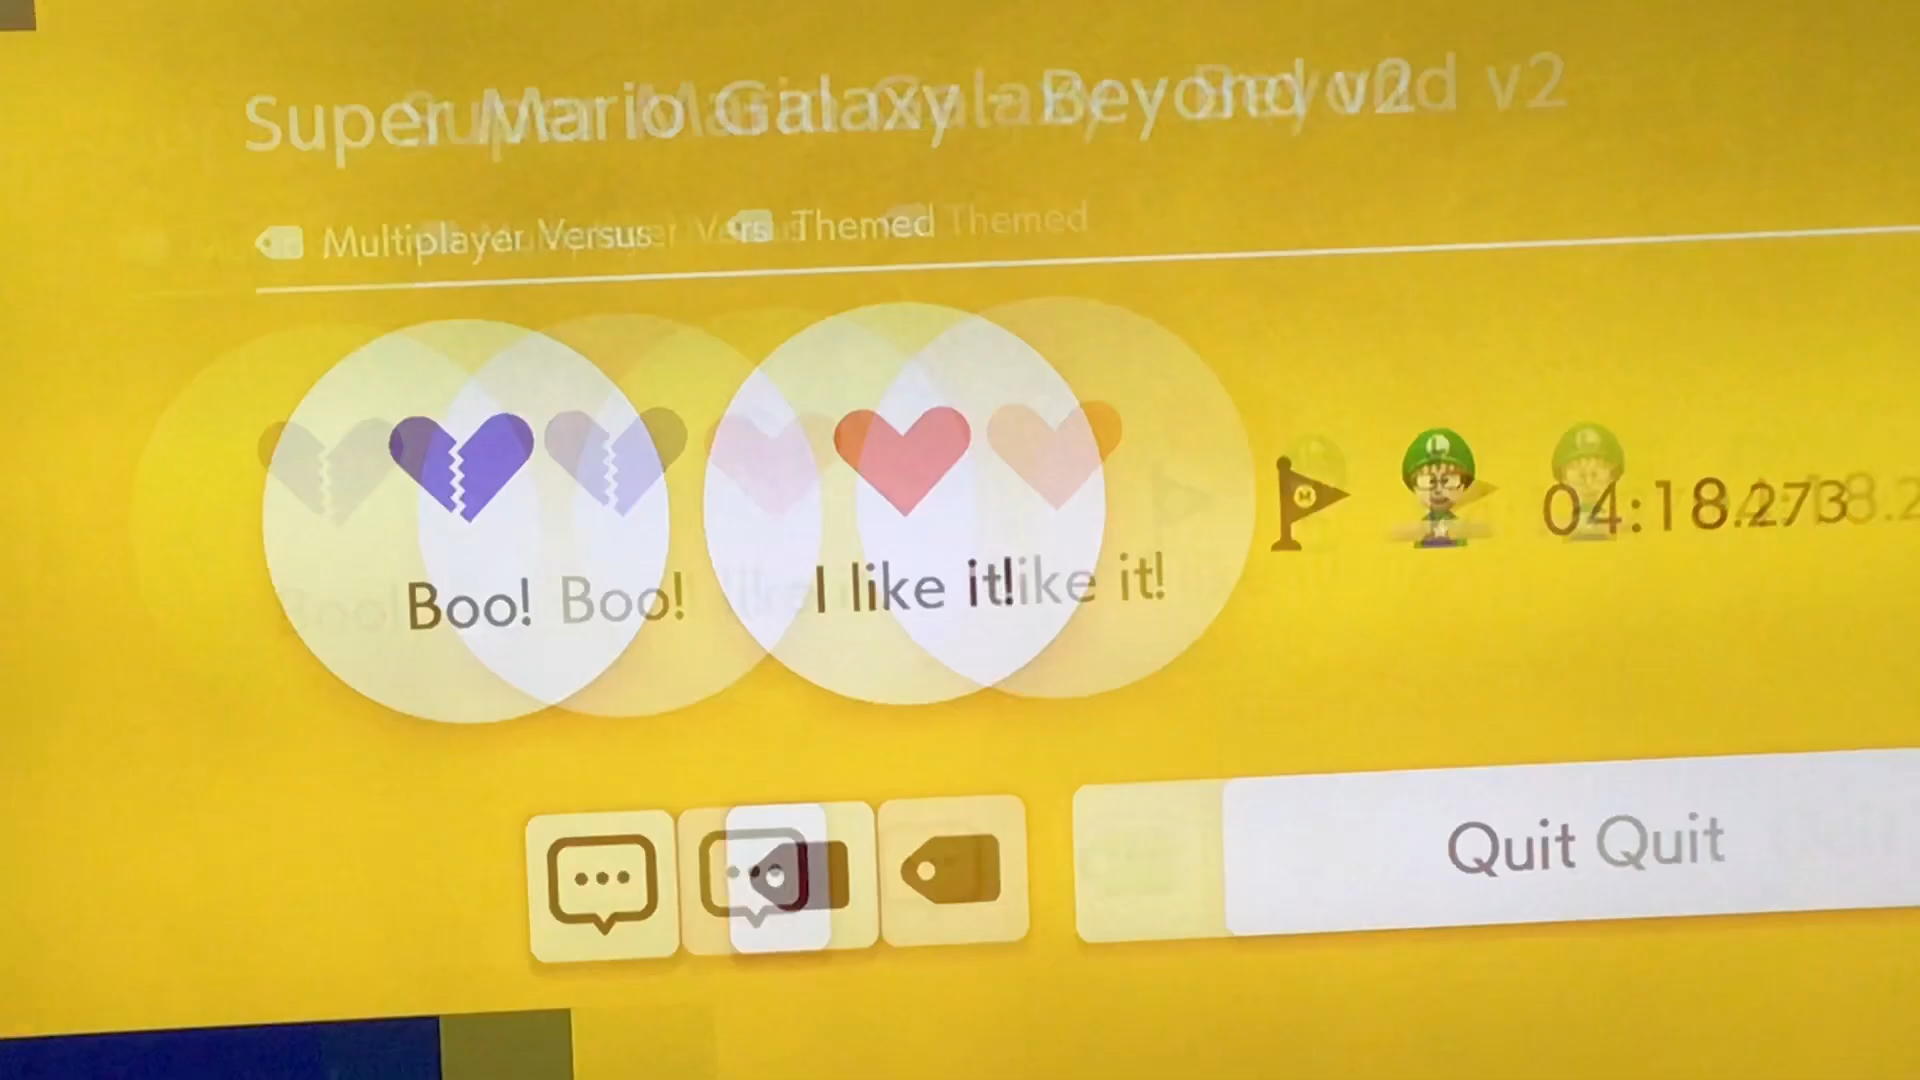 Super Mario Galaxy - Beyond v2
Multiplayer Versus Themed
Boo! I like it! 04:18.273
Quit